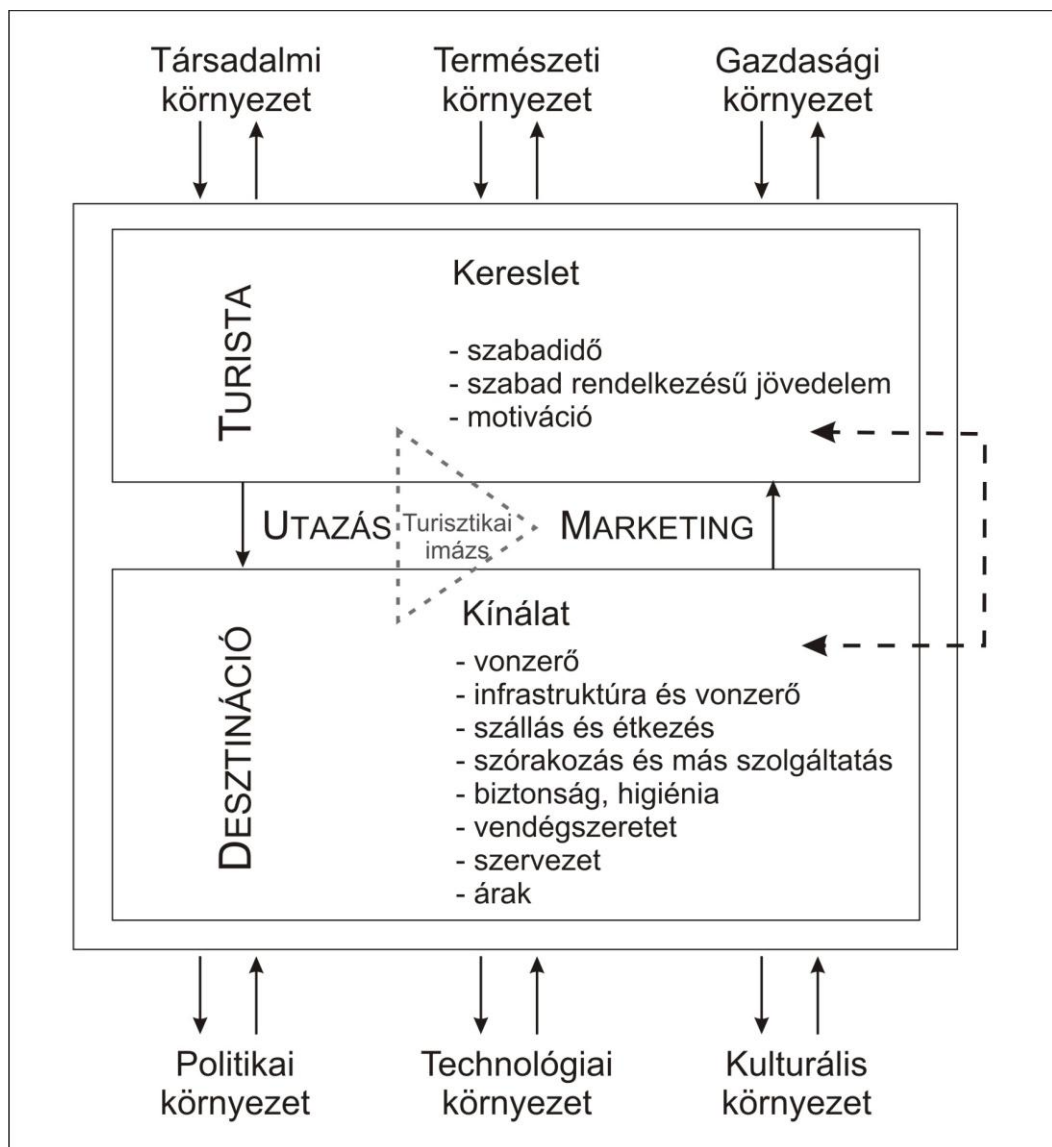 Társadalmi
környezet
Természeti
környezet
Gazdasági
környezet
TURISTA
Kereslet
- szabadidő
- szabad rendelkezésű jövedelem
- motiváció
UTAZÁS
Turisztikai
imázs
MARKETING
DESZTINÁCIÓ
Kínálat
- vonzerő
- infrastruktúra és vonzerő
- szállás és étkezés
- szórakozás és más szolgáltatás
- biztonság, higiénia
- vendégszeretet
- szervezet
- árak
Politikai
környezet
Technológiai
környezet
Kulturális
környezet